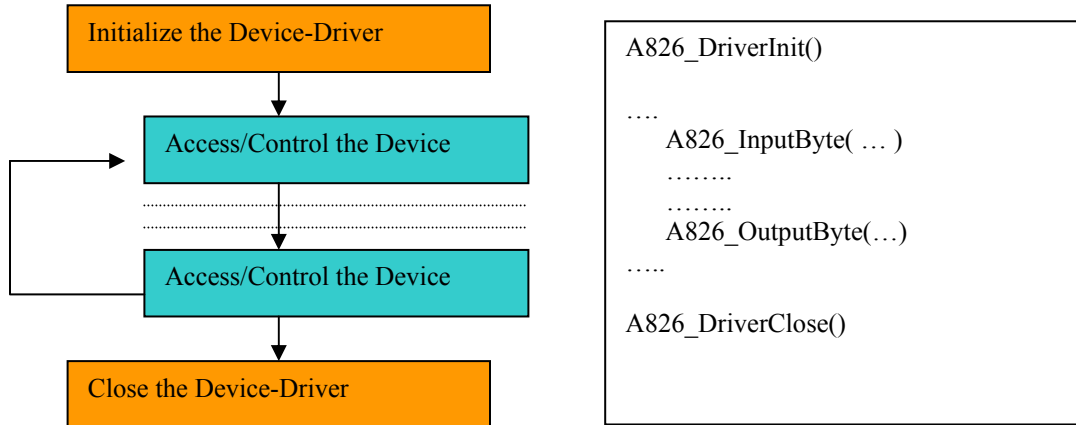 Initialize the Device-Driver
Access/Control the Device
Access/Control the Device
Close the Device-Driver
A826_DriverInit()
….
A826_InputByte( … )
……..
……..
A826_OutputByte(…)
…..
A826_DriverClose()